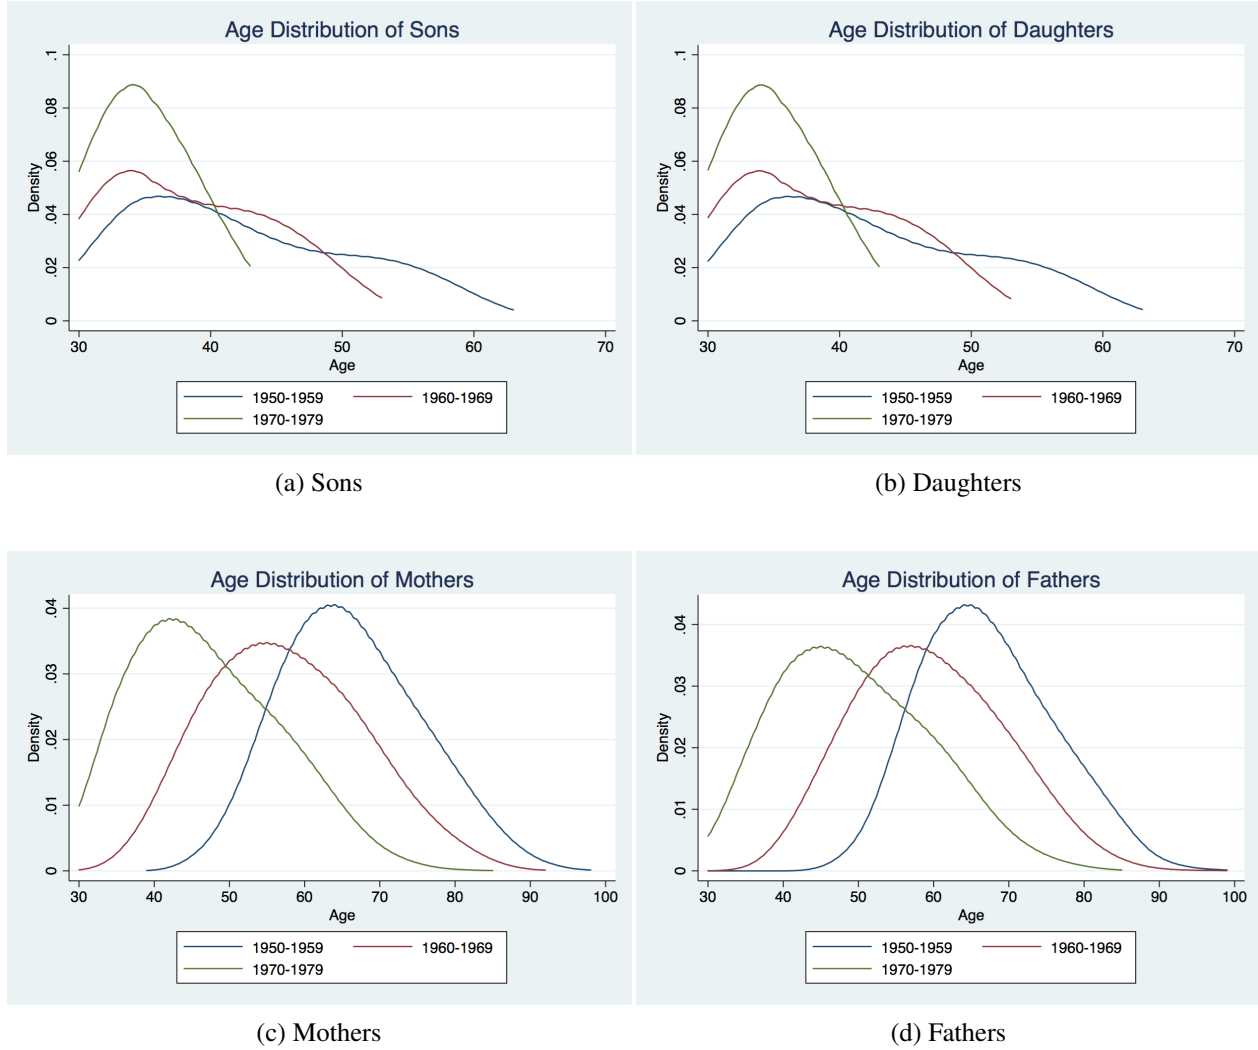 Age Distribution of Sons
Density
0 .02 .04 .06 .08 .1
30 40 50 60 70
Age
1950-1959 1960-1969
1970-1979
(a) Sons
Age Distribution of Daughters
Density
0 .02 .04 .06 .08 .1
30 40 50 60 70
Age
1950-1959 1960-1969
1970-1979
(b) Daughters
Age Distribution of Mothers
Density
0 .01 .02 .03 .04
30 40 50 60 70 80 90 100
Age
1950-1959 1960-1969
1970-1979
(c) Mothers
Age Distribution of Fathers
Density
0 .01 .02 .03 .04
30 40 50 60 70 80 90 100
Age
1950-1959 1960-1969
1970-1979
(d) Fathers